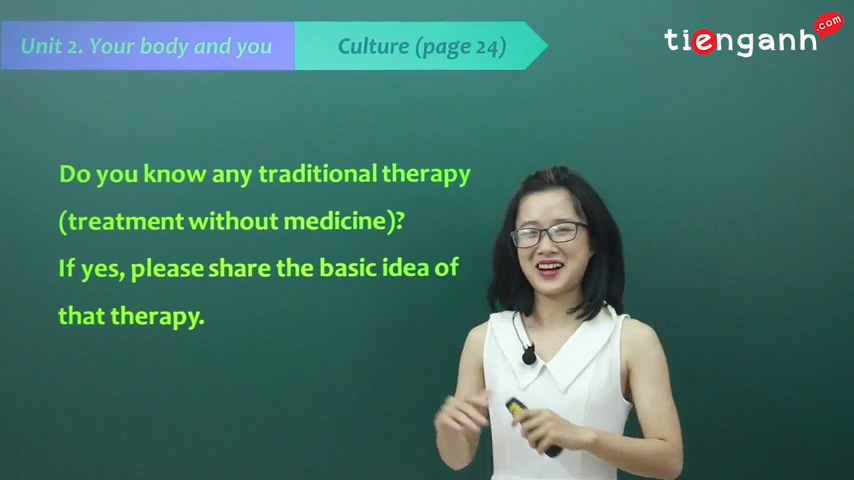 Unit 2. Your body and you
Culture (page 24)
tienganh
.com
Do you know any traditional therapy
(treatment without medicine)?
If yes, please share the basic idea of
that therapy.